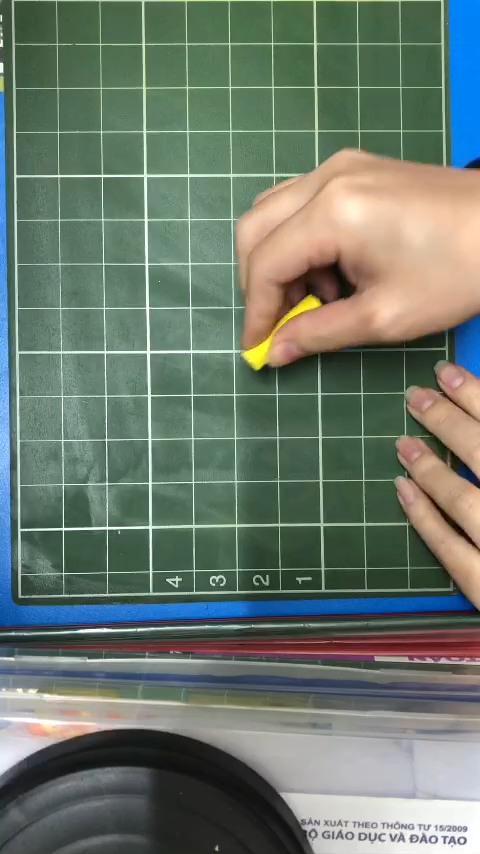 4 3 2 1
SẢN XUẤT THEO THÔNG TƯ 15/2009
BỘ GIÁO DỤC VÀ ĐÀO TẠO